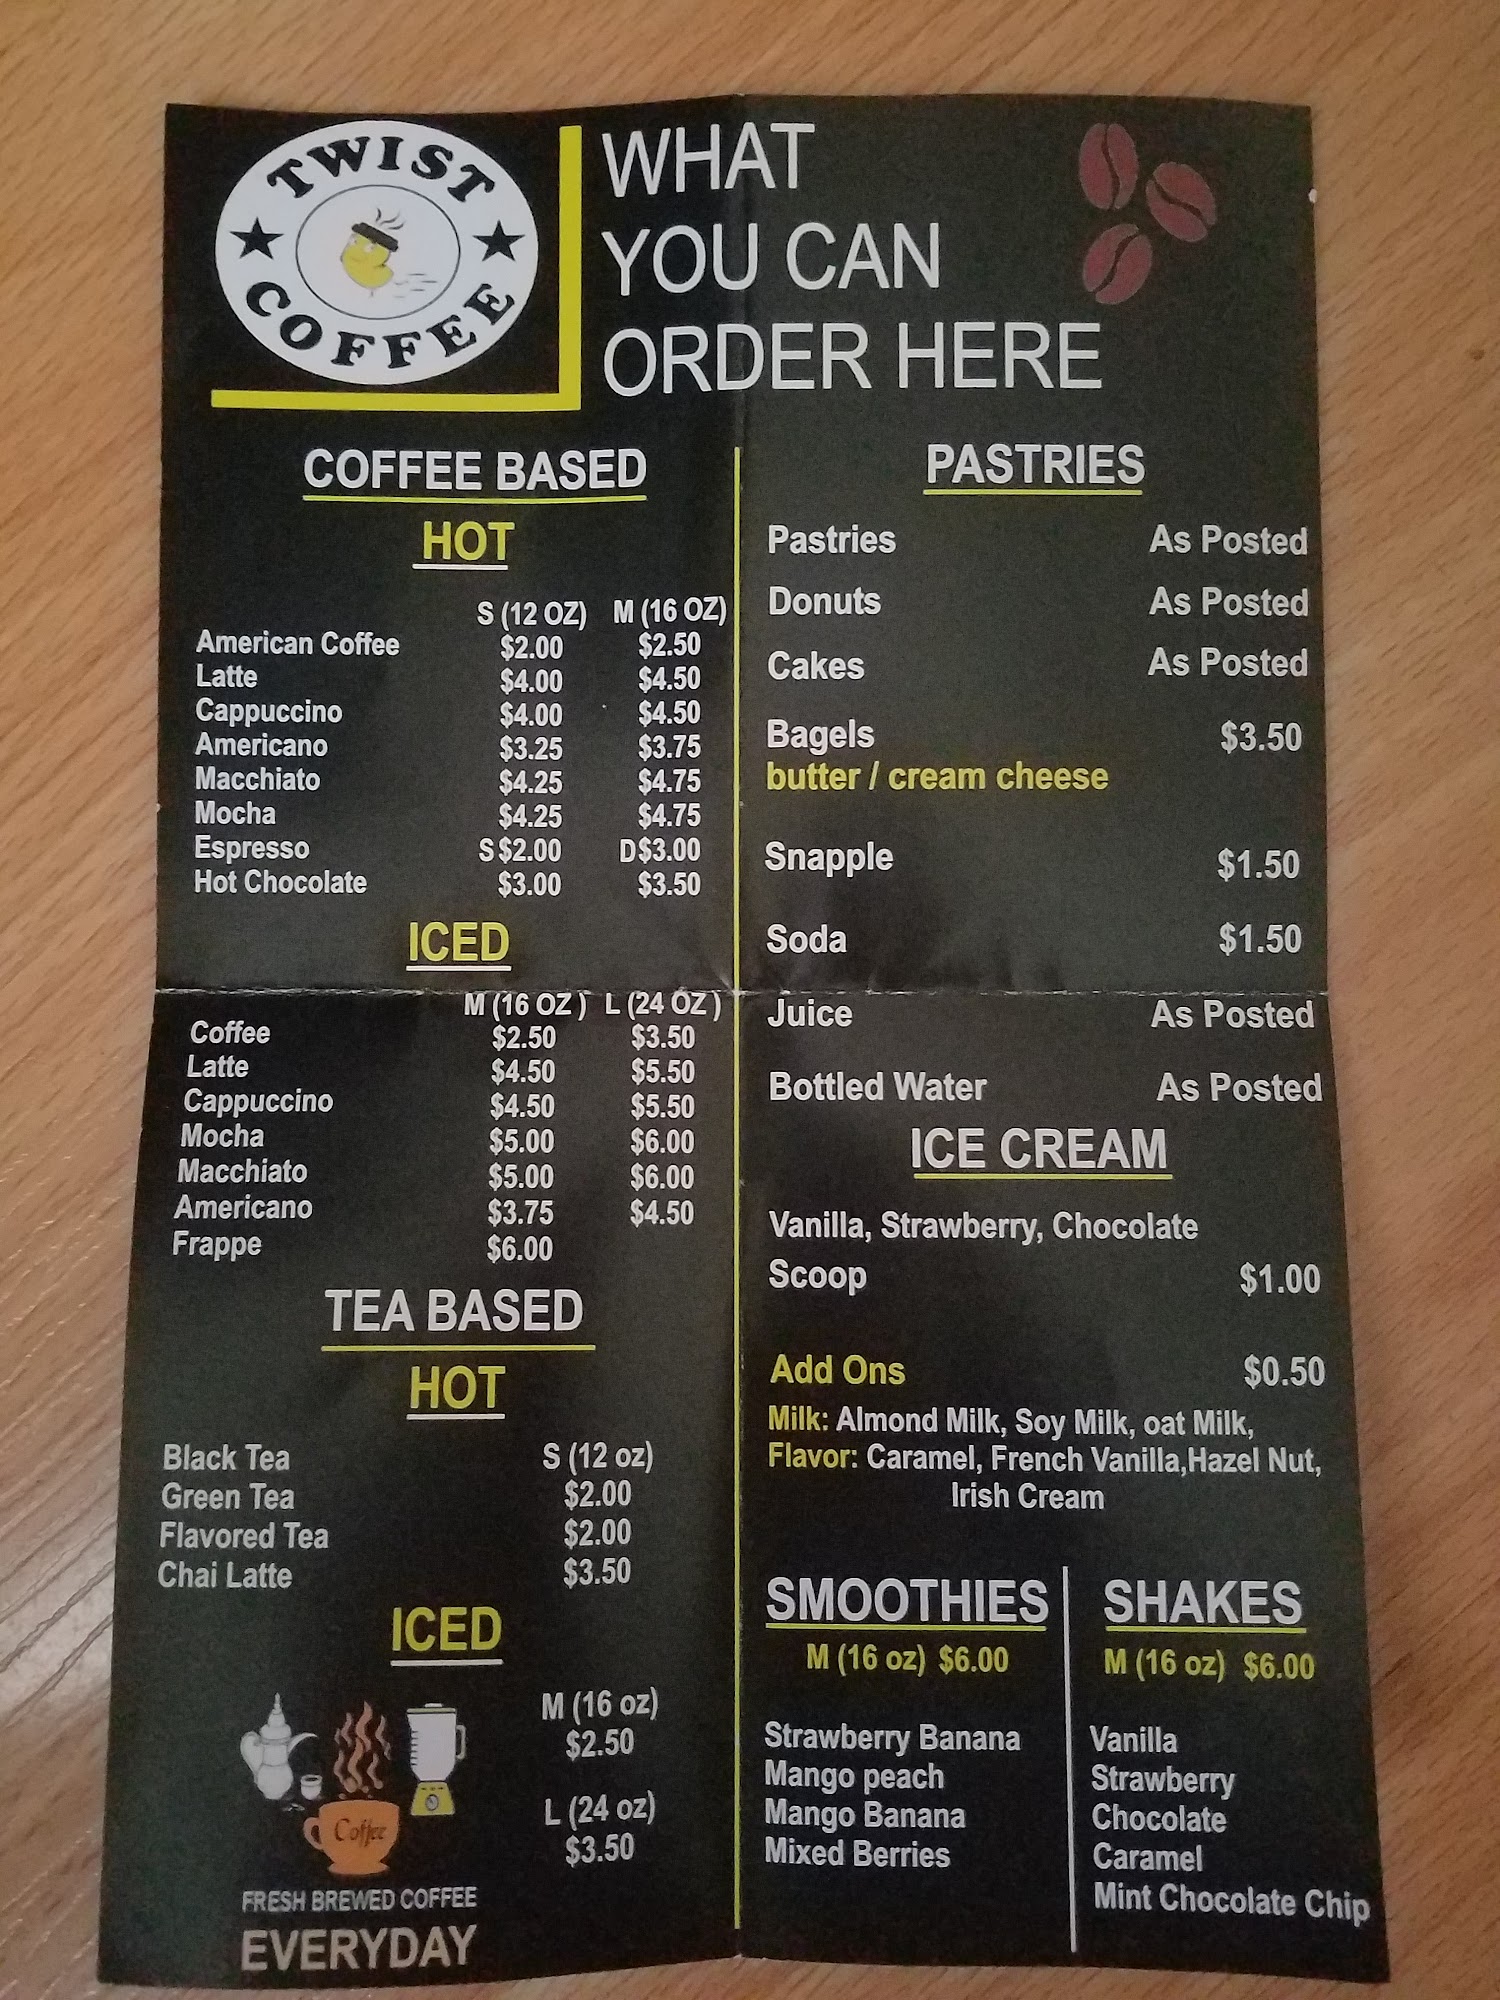 TWIST
COFFEE
WHAT
YOU CAN
ORDER HERE
COFFEE BASED
HOT
S (12 OZ) M (16 OZ)
American Coffee $2.00 $2.50
Latte $4.00 $4.50
Cappuccino $4.00 $4.50
Americano $3.25 $3.75
Macchiato $4.25 $4.75
Mocha $4.25 $4.75
Espresso S $2.00 D$3.00
Hot Chocolate $3.00 $3.50
ICED
M (16 OZ ) L (24 OZ )
Coffee $2.50 $3.50
Latte $4.50 $5.50
Cappuccino $4.50 $5.50
Mocha $5.00 $6.00
Macchiato $5.00 $6.00
Americano $3.75 $4.50
Frappe $6.00
TEA BASED
HOT
Black Tea S (12 oz)
Green Tea $2.00
Flavored Tea $2.00
Chai Latte $3.50
ICED
M (16 oz)
$2.50
L (24 oz)
$3.50
Coffee
FRESH BREWED COFFEE
EVERYDAY
PASTRIES
Pastries As Posted
Donuts As Posted
Cakes As Posted
Bagels $3.50
butter / cream cheese
Snapple $1.50
Soda $1.50
Juice As Posted
Bottled Water As Posted
ICE CREAM
Vanilla, Strawberry, Chocolate
Scoop $1.00
Add Ons $0.50
Milk: Almond Milk, Soy Milk, oat Milk,
Flavor: Caramel, French Vanilla,Hazel Nut,
Irish Cream
SMOOTHIES
M (16 oz) $6.00
Strawberry Banana
Mango peach
Mango Banana
Mixed Berries
SHAKES
M (16 oz) $6.00
Vanilla
Strawberry
Chocolate
Caramel
Mint Chocolate Chip